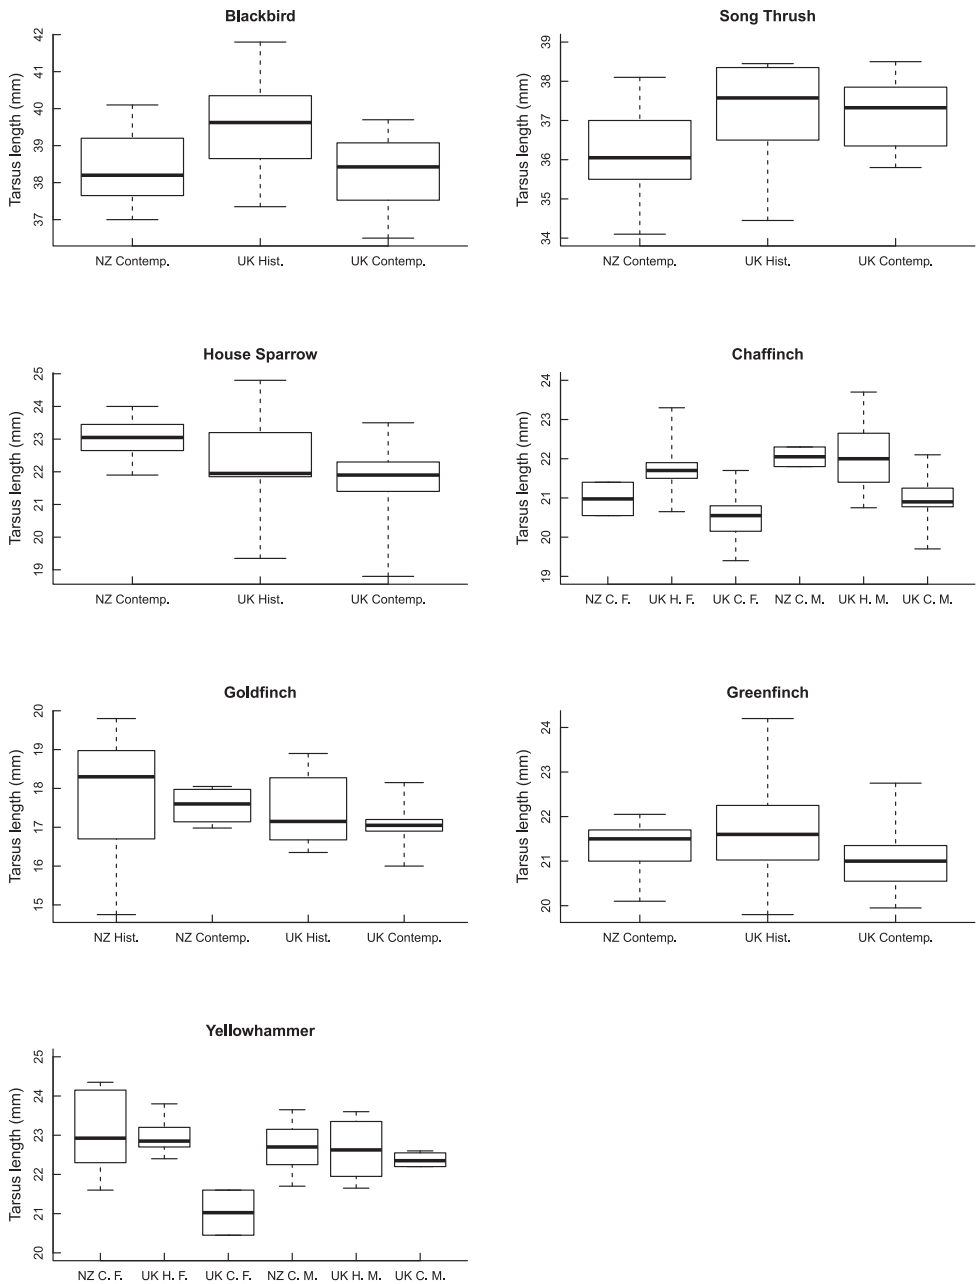 Blackbird
Tarsus length (mm)
42
41
40
39
38
37
NZ Contemp. UK Hist. UK Contemp.
Song Thrush
Tarsus length (mm)
39
38
37
36
35
34
NZ Contemp. UK Hist. UK Contemp.
House Sparrow
Tarsus length (mm)
25
24
23
22
21
20
19
NZ Contemp. UK Hist. UK Contemp.
Chaffinch
Tarsus length (mm)
24
23
22
21
20
19
NZ C. F. UK H. F. UK C. F. NZ C. M. UK H. M. UK C. M.
Goldfinch
Tarsus length (mm)
20
19
18
17
16
15
NZ Hist. NZ Contemp. UK Hist. UK Contemp.
Greenfinch
Tarsus length (mm)
24
23
22
21
20
NZ Contemp. UK Hist. UK Contemp.
Yellowhammer
Tarsus length (mm)
25
24
23
22
21
20
NZ C. F. UK H. F. UK C. F. NZ C. M. UK H. M. UK C. M.